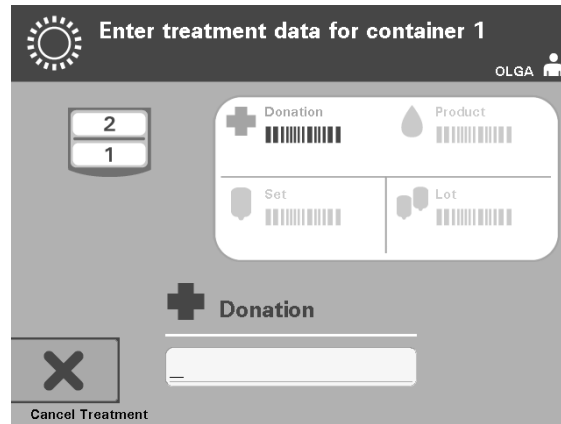 Enter treatment data for container 1
OLGA
2
1
Donation
Product
Set
Lot
Donation
_
Cancel Treatment